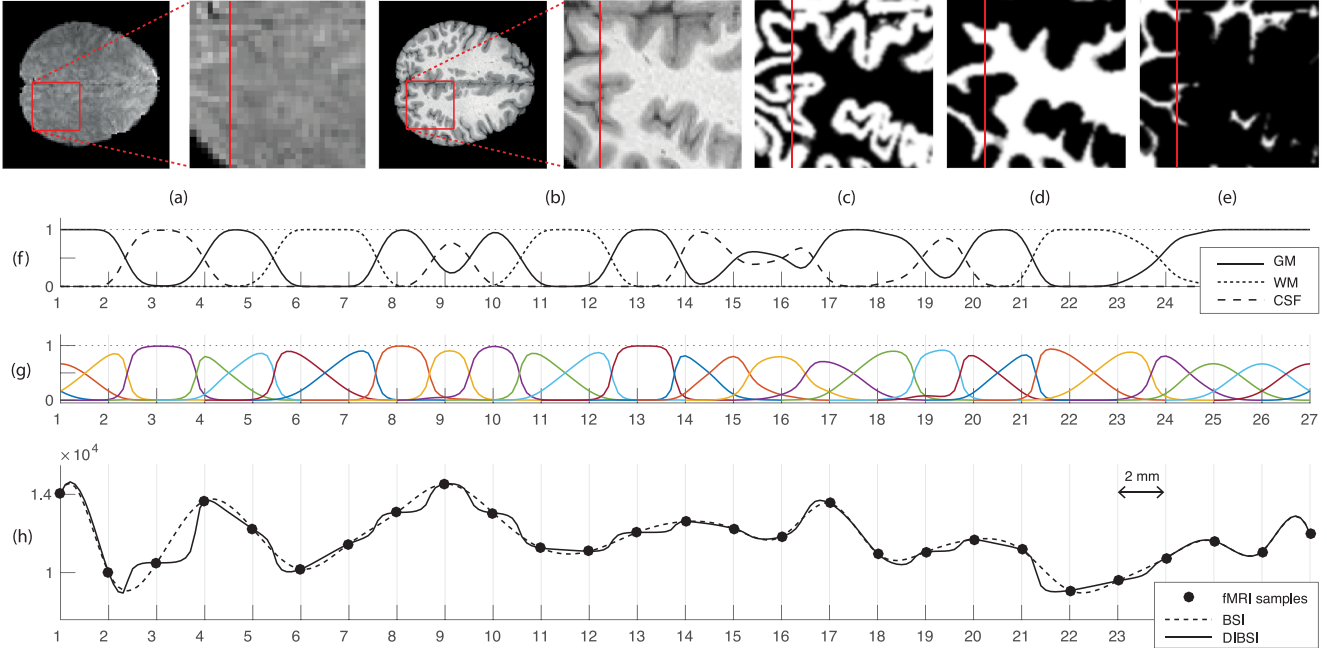 (a) (b) (c) (d) (e)
(f)
1
0
1 2 3 4 5 6 7 8 9 10 11 12 13 14 15 16 17 18 19 20 21 22 23 24
GM
WM
CSF
(g)
1
0
1 2 3 4 5 6 7 8 9 10 11 12 13 14 15 16 17 18 19 20 21 22 23 24 25 26 27
× 10⁴
(h)
1.4
1
2 mm
1 2 3 4 5 6 7 8 9 10 11 12 13 14 15 16 17 18 19 20 21 22 23
fMRI samples
BSI
DIBSI